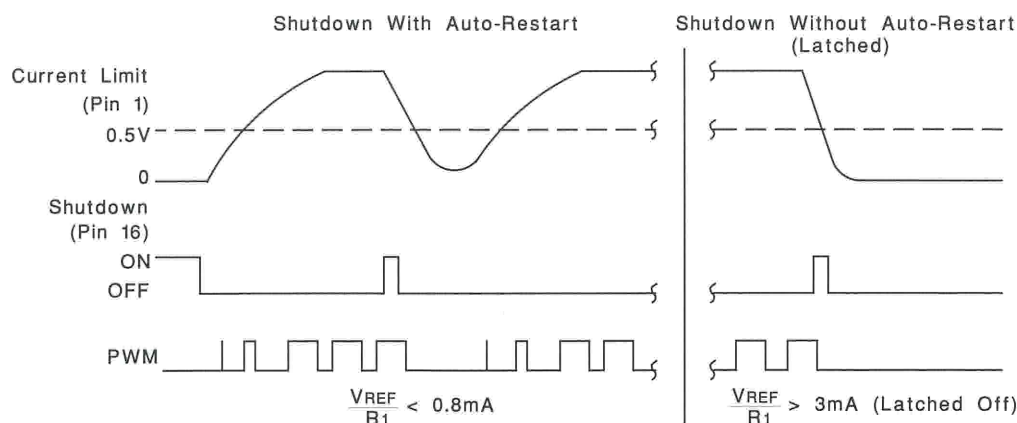 Shutdown With Auto-Restart
Shutdown Without Auto-Restart
(Latched)
Current Limit
(Pin 1)
0.5V
0
Shutdown
(Pin 16)
ON
OFF
PWM
VREF
R1
< 0.8mA
VREF
R1
> 3mA (Latched Off)